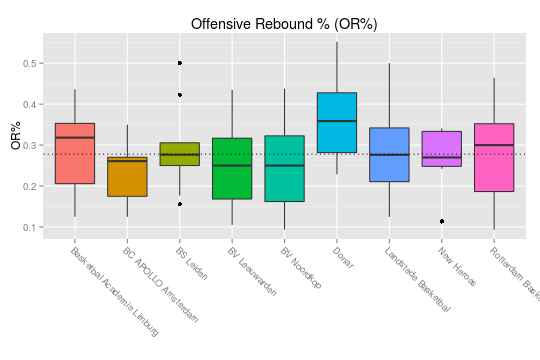 Offensive Rebound % (OR%)
OR%
0.5
0.4
0.3
0.2
0.1
Basketbal Academie Limburg
BC APOLLO Amsterdam
BS Leiden
BV Leeuwarden
BV Noordkop
Donar
Landstede Basketbal
New Heroes
Rotterdam Bask